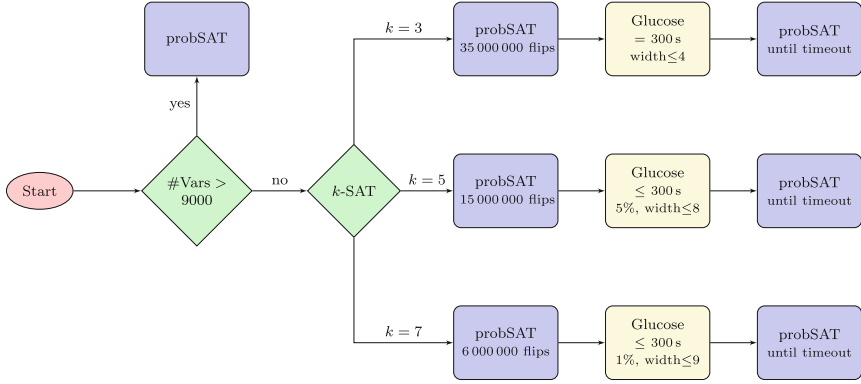 probSAT
yes
Start
#Vars >
9000
no
k-SAT
k = 3
probSAT
35 000 000 flips
Glucose
= 300 s
width≤4
probSAT
until timeout
k = 5
probSAT
15 000 000 flips
Glucose
≤ 300 s
5%, width≤8
probSAT
until timeout
k = 7
probSAT
6 000 000 flips
Glucose
≤ 300 s
1%, width≤9
probSAT
until timeout